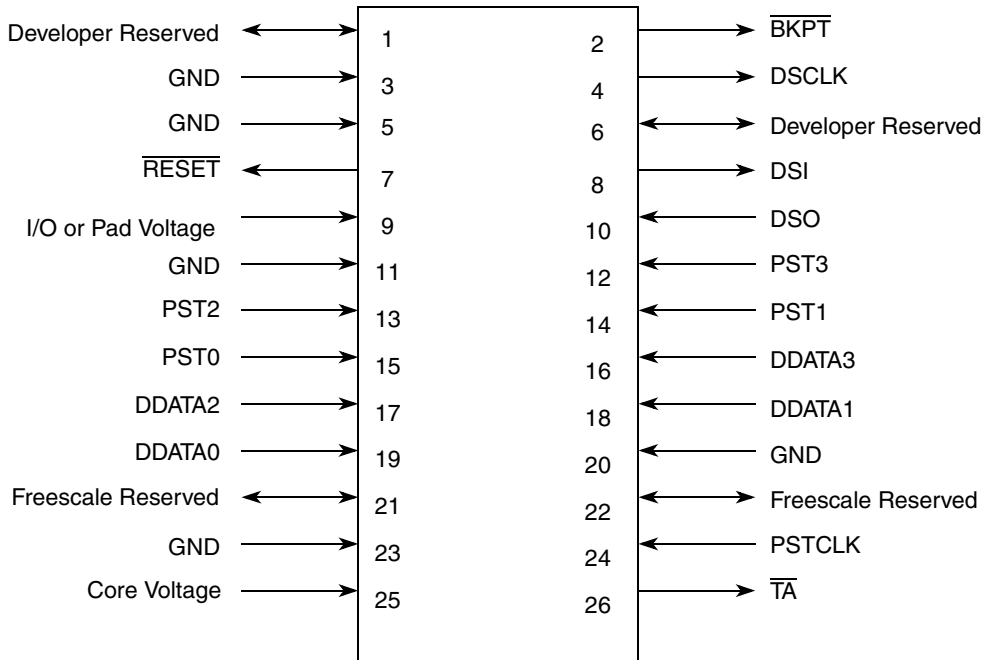 Developer Reserved 1 2 BKPT
GND 3 4 DSCLK
GND 5 6 Developer Reserved
RESET 7 8 DSI
I/O or Pad Voltage 9 10 DSO
GND 11 12 PST3
PST2 13 14 PST1
PST0 15 16 DDATA3
DDATA2 17 18 DDATA1
DDATA0 19 20 GND
Freescale Reserved 21 22 Freescale Reserved
GND 23 24 PSTCLK
Core Voltage 25 26 TA